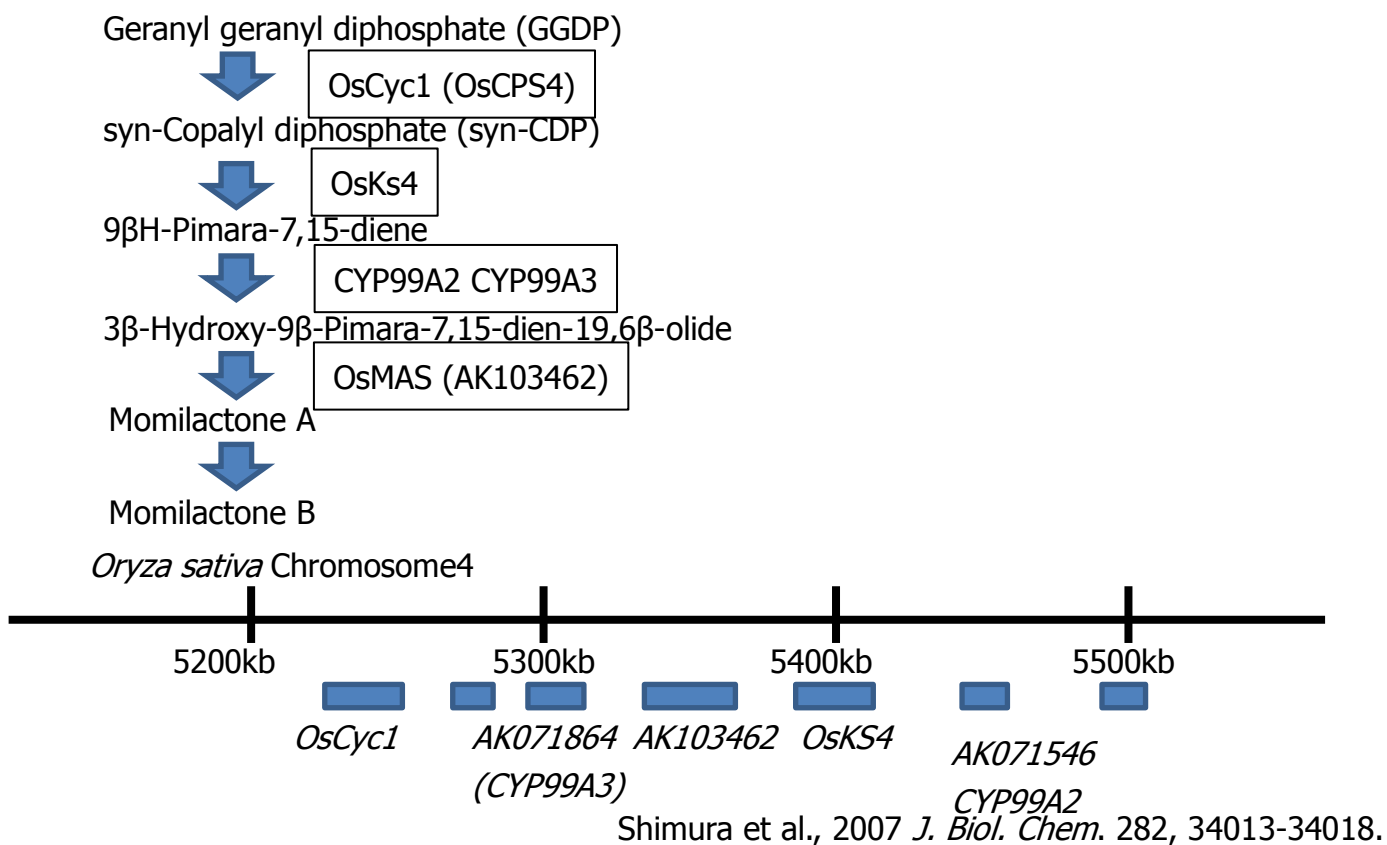 Geranyl geranyl diphosphate (GGDP)
OsCyc1 (OsCPS4)
syn-Copalyl diphosphate (syn-CDP)
OsKs4
9βH-Pimara-7,15-diene
CYP99A2 CYP99A3
3β-Hydroxy-9β-Pimara-7,15-dien-19,6β-olide
OsMAS (AK103462)
Momilactone A
Momilactone B
Oryza sativa Chromosome4
5200kb 5300kb 5400kb 5500kb
OsCyc1 AK071864 AK103462 OsKS4 AK071546
(CYP99A3) CYP99A2
Shimura et al., 2007 J. Biol. Chem. 282, 34013-34018.